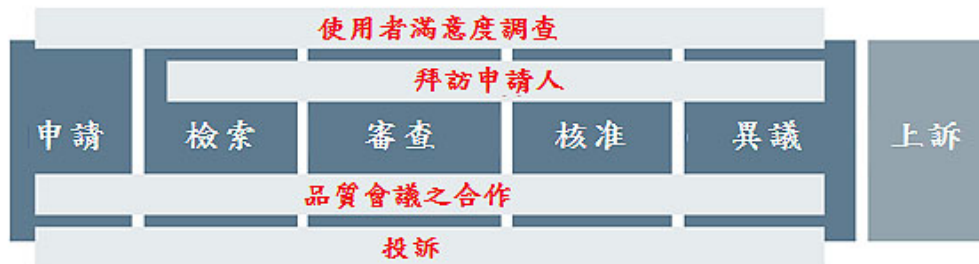 使用者滿意度調查
拜訪申請人
申請 檢索 審查 核准 異議 上訴
品質會議之合作
投訴